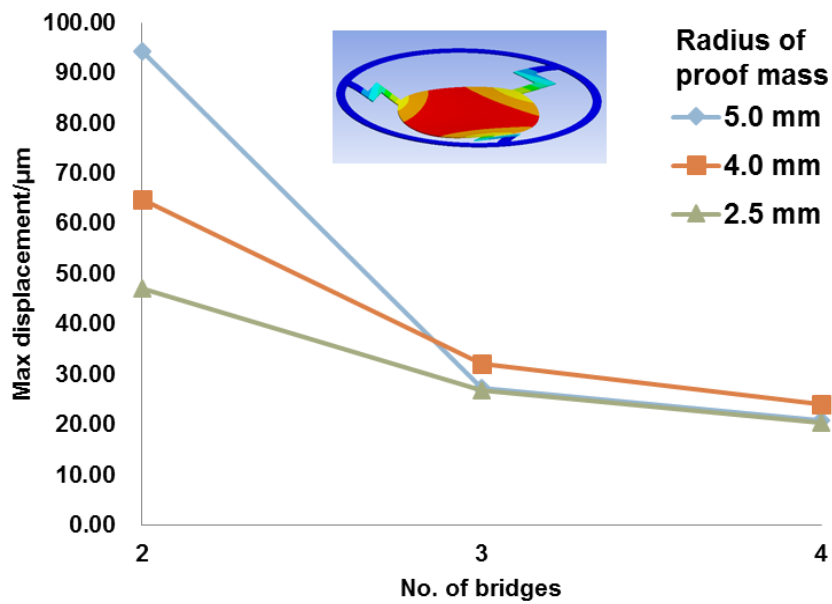 100.00
90.00
80.00
70.00
60.00
50.00
40.00
30.00
20.00
10.00
0.00
Max displacement/µm
2
3
4
No. of bridges
Radius of
proof mass
5.0 mm
4.0 mm
2.5 mm